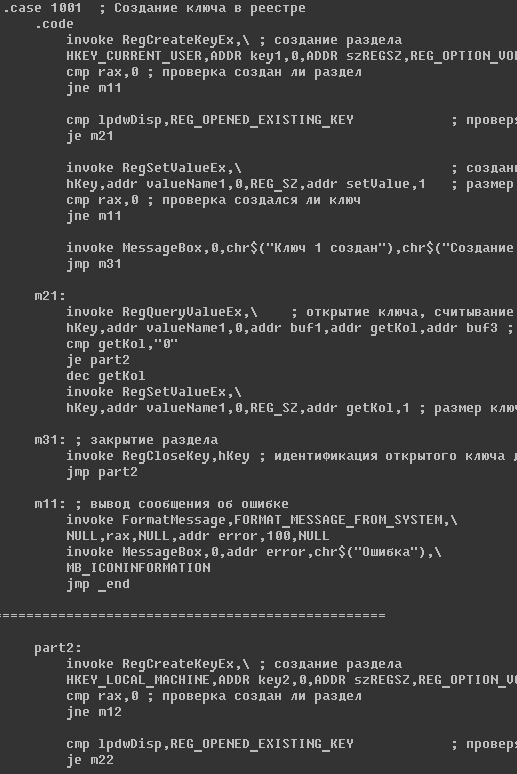 .case 1001  ; Создание ключа в реестре
.code
invoke RegCreateKeyEx,\ ; создание раздела
HKEY_CURRENT_USER,ADDR key1,0,ADDR szREGSZ,REG_OPTION_VO
cmp rax,0 ; проверка создан ли раздел
jne m11
cmp lpdwDisp,REG_OPENED_EXISTING_KEY ; проверя
je m21
invoke RegSetValueEx,\ ; создани
hKey,addr valueName1,0,REG_SZ,addr setValue,1 ; размер
cmp rax,0 ; проверка создался ли ключ
jne m11
invoke MessageBox,0,chr$("Ключ 1 создан"),chr$("Создание
jmp m31
m21:
invoke RegQueryValueEx,\ ; открытие ключа, считывание
hKey,addr valueName1,0,addr buf1,addr getKol,addr buf3 ;
cmp getKol,"0"
je part2
dec getKol
invoke RegSetValueEx,\
hKey,addr valueName1,0,REG_SZ,addr getKol,1 ; размер ключ
m31: ; закрытие раздела
invoke RegCloseKey,hKey ; идентификация открытого ключа д
jmp part2
m11: ; вывод сообщения об ошибке
invoke FormatMessage,FORMAT_MESSAGE_FROM_SYSTEM,\
NULL,rax,NULL,addr error,100,NULL
invoke MessageBox,0,addr error,chr$("Ошибка"),\
MB_ICONINFORMATION
jmp _end
=================================================
part2:
invoke RegCreateKeyEx,\ ; создание раздела
HKEY_LOCAL_MACHINE,ADDR key2,0,ADDR szREGSZ,REG_OPTION_VO
cmp rax,0 ; проверка создан ли раздел
jne m12
cmp lpdwDisp,REG_OPENED_EXISTING_KEY ; проверя
je m22